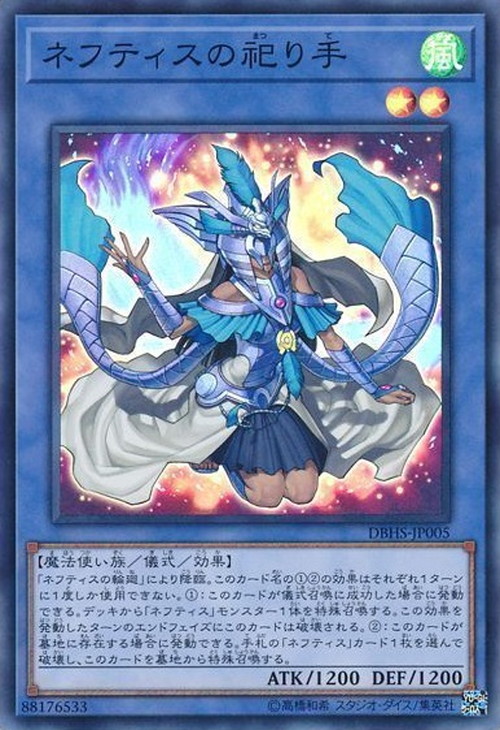 ネフティスの祀り手
風
DBHS-JP005
【魔法使い族/儀式/効果】
「ネフティスの輪廻」により降臨。このカード名の①②の効果はそれぞれ1ターン
に1度しか使用できない。①:このカードが儀式召喚に成功した場合に発動
できる。デッキから「ネフティス」モンスター1体を特殊召喚する。この効果を
発動したターンのエンドフェイズにこのカードは破壊される。②:このカードが
墓地に存在する場合に発動できる。手札の「ネフティス」カード1枚を選んで
破壊し、このカードを墓地から特殊召喚する。
ATK/1200 DEF/1200
88176533
©高橋和希 スタジオ・ダイス/集英社